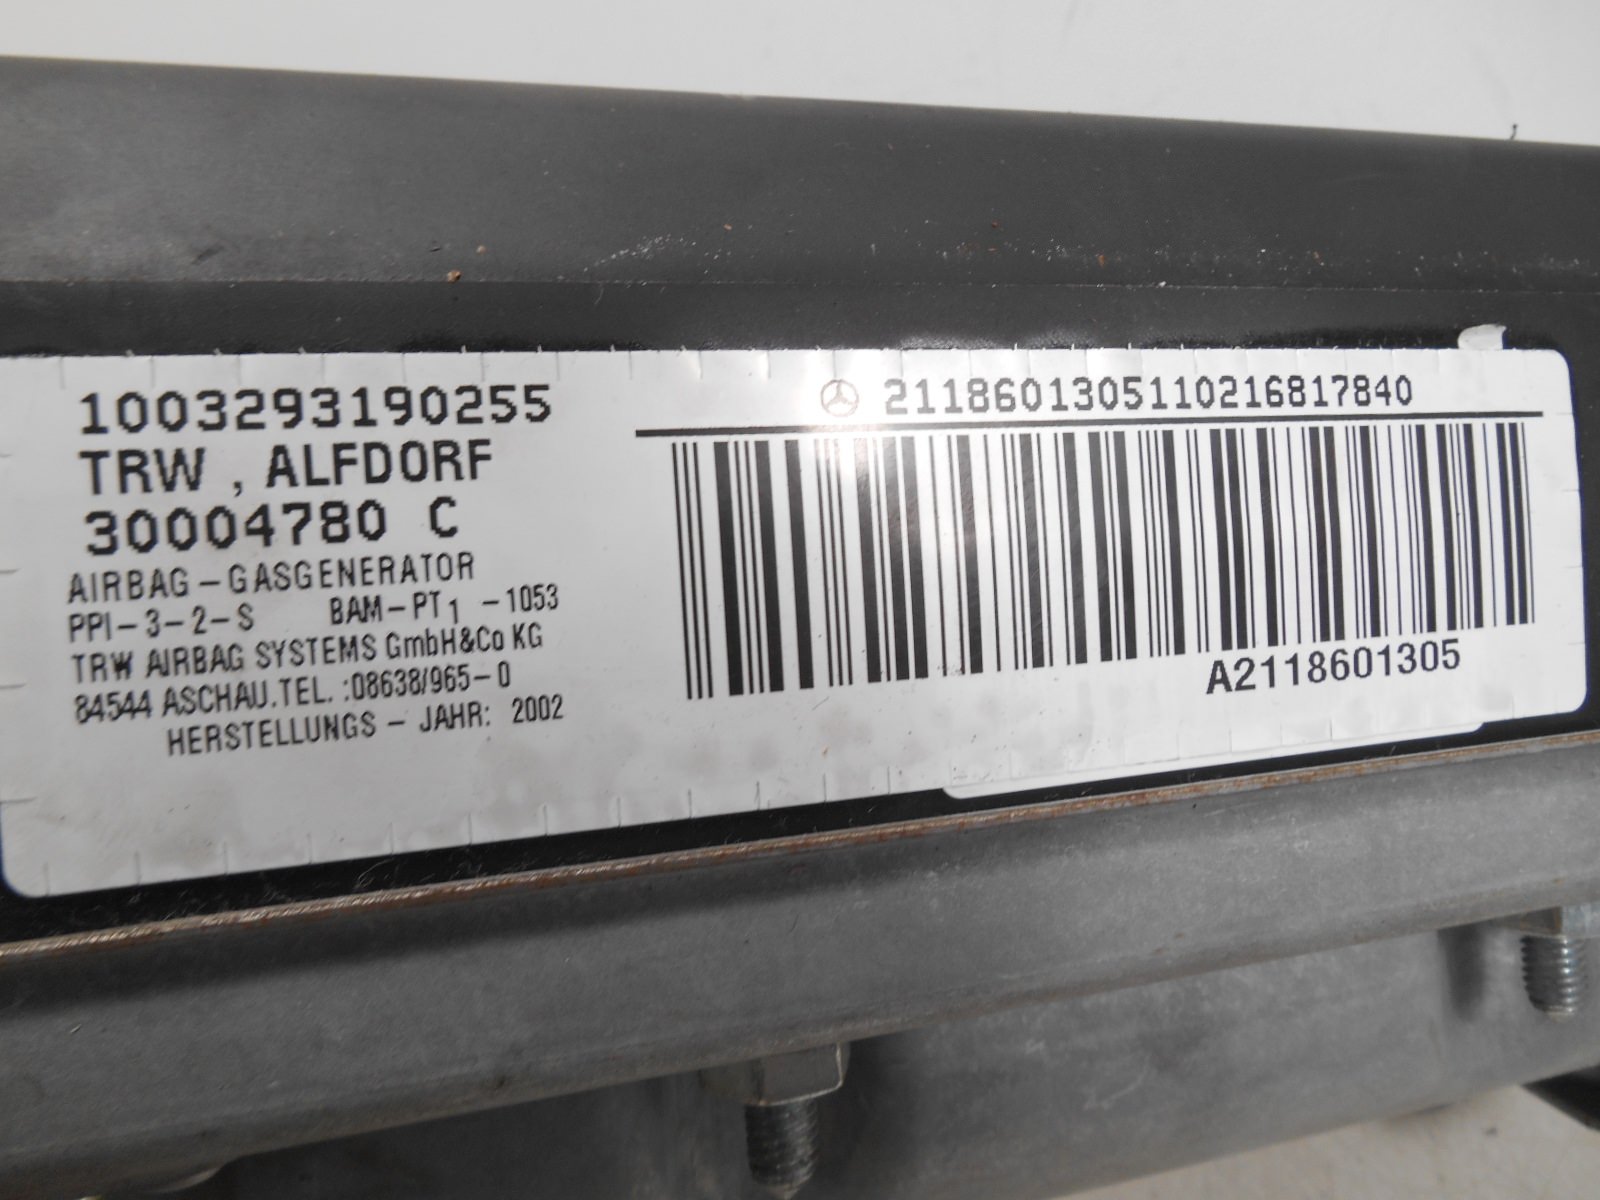 1003293190255
TRW , ALFDORF
30004780 C
AIRBAG-GASGENERATOR
PPI-3-2-S BAM-PT1 -1053
TRW AIRBAG SYSTEMS GmbH&Co KG
84544 ASCHAU.TEL.:08638/965-0
HERSTELLUNGS-JAHR: 2002
2118601305110216817840
A2118601305